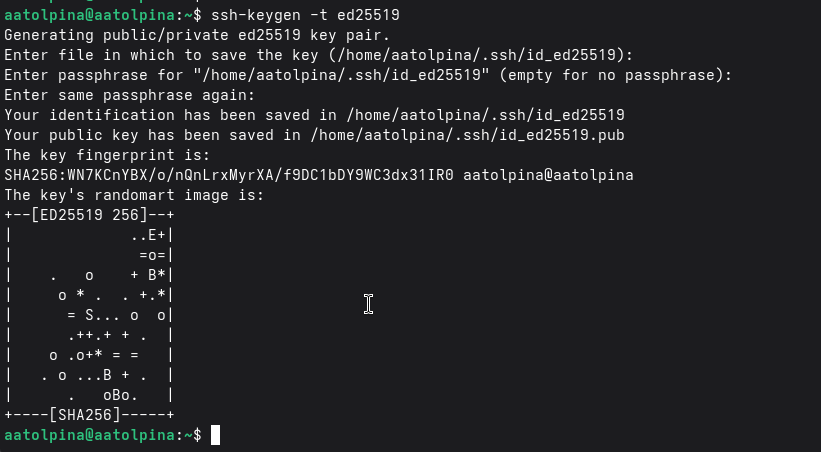 aatolpina@aatolpina:~$ ssh-keygen -t ed25519
Generating public/private ed25519 key pair.
Enter file in which to save the key (/home/aatolpina/.ssh/id_ed25519):
Enter passphrase for "/home/aatolpina/.ssh/id_ed25519" (empty for no passphrase):
Enter same passphrase again:
Your identification has been saved in /home/aatolpina/.ssh/id_ed25519
Your public key has been saved in /home/aatolpina/.ssh/id_ed25519.pub
The key fingerprint is:
SHA256:WN7KCnYBX/o/nQnLrxMyrXA/f9DC1bDY9WC3dx31IR0 aatolpina@aatolpina
The key's randomart image is:
+--[ED25519 256]--+
|              ..E+|
|               =o=|
|    .   o    + B*|
|     o * .  . +.*|
|      = S... o  o|
|      .++.+ + .  |
|    o .o+* = =   |
|   . o ...B + .  |
|      .   oBo.   |
+----[SHA256]-----+
aatolpina@aatolpina:~$